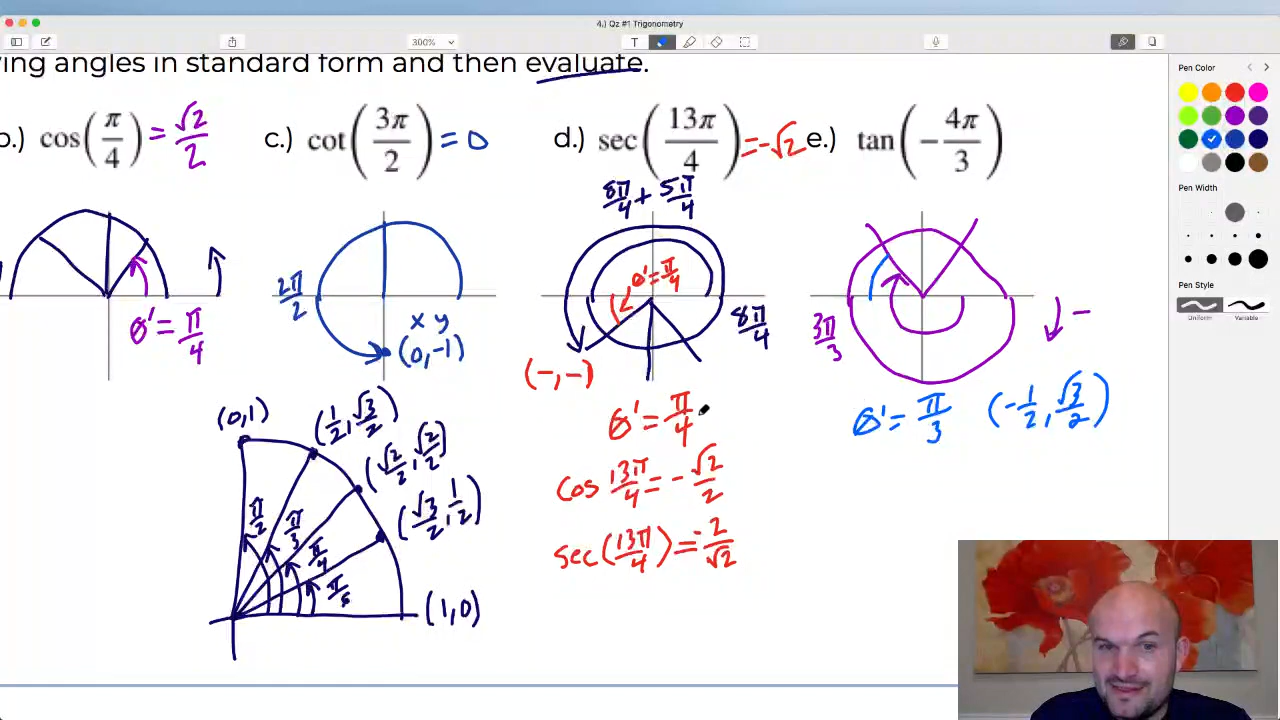 4.) Qz #1 Trigonometry
300%
T
ving angles in standard form and then evaluate.
b.) cos(π/4) = √2/2
c.) cot(3π/2) = 0
d.) sec(13π/4) = -√2
e.) tan(-4π/3)
8π/4 + 5π/4
θ' = π/4
2π/2
x y
(0,-1)
θ' = π/4
8π/4
(-,-)
3π/3
-
θ' = π/4
cos 13π/4 = -√2/2
sec(13π/4) = -2/√2
θ' = π/3 (-1/2, √3/2)
(0,1)
(1/2, √3/2)
(√2/2, √2/2)
(√3/2, 1/2)
π/2
π/3
π/4
(1,0)
Pen Color
Pen Width
Pen Style
Uniform
Variable